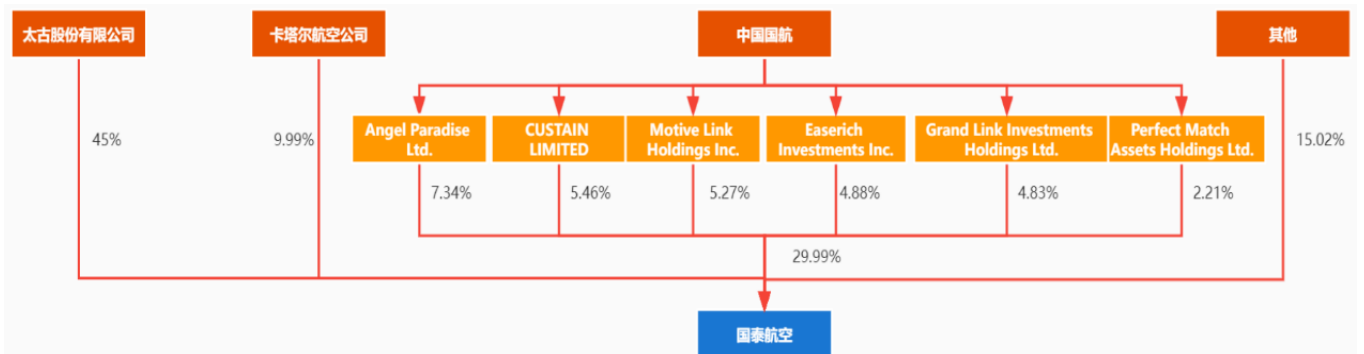 太古股份有限公司
卡塔尔航空公司
中国国航
其他
Angel Paradise
Ltd.
CUSTAIN
LIMITED
Motive Link
Holdings Inc.
Easerich
Investments Inc.
Grand Link Investments
Holdings Ltd.
Perfect Match
Assets Holdings Ltd.
45%
9.99%
15.02%
7.34%
5.46%
5.27%
4.88%
4.83%
2.21%
29.99%
国泰航空